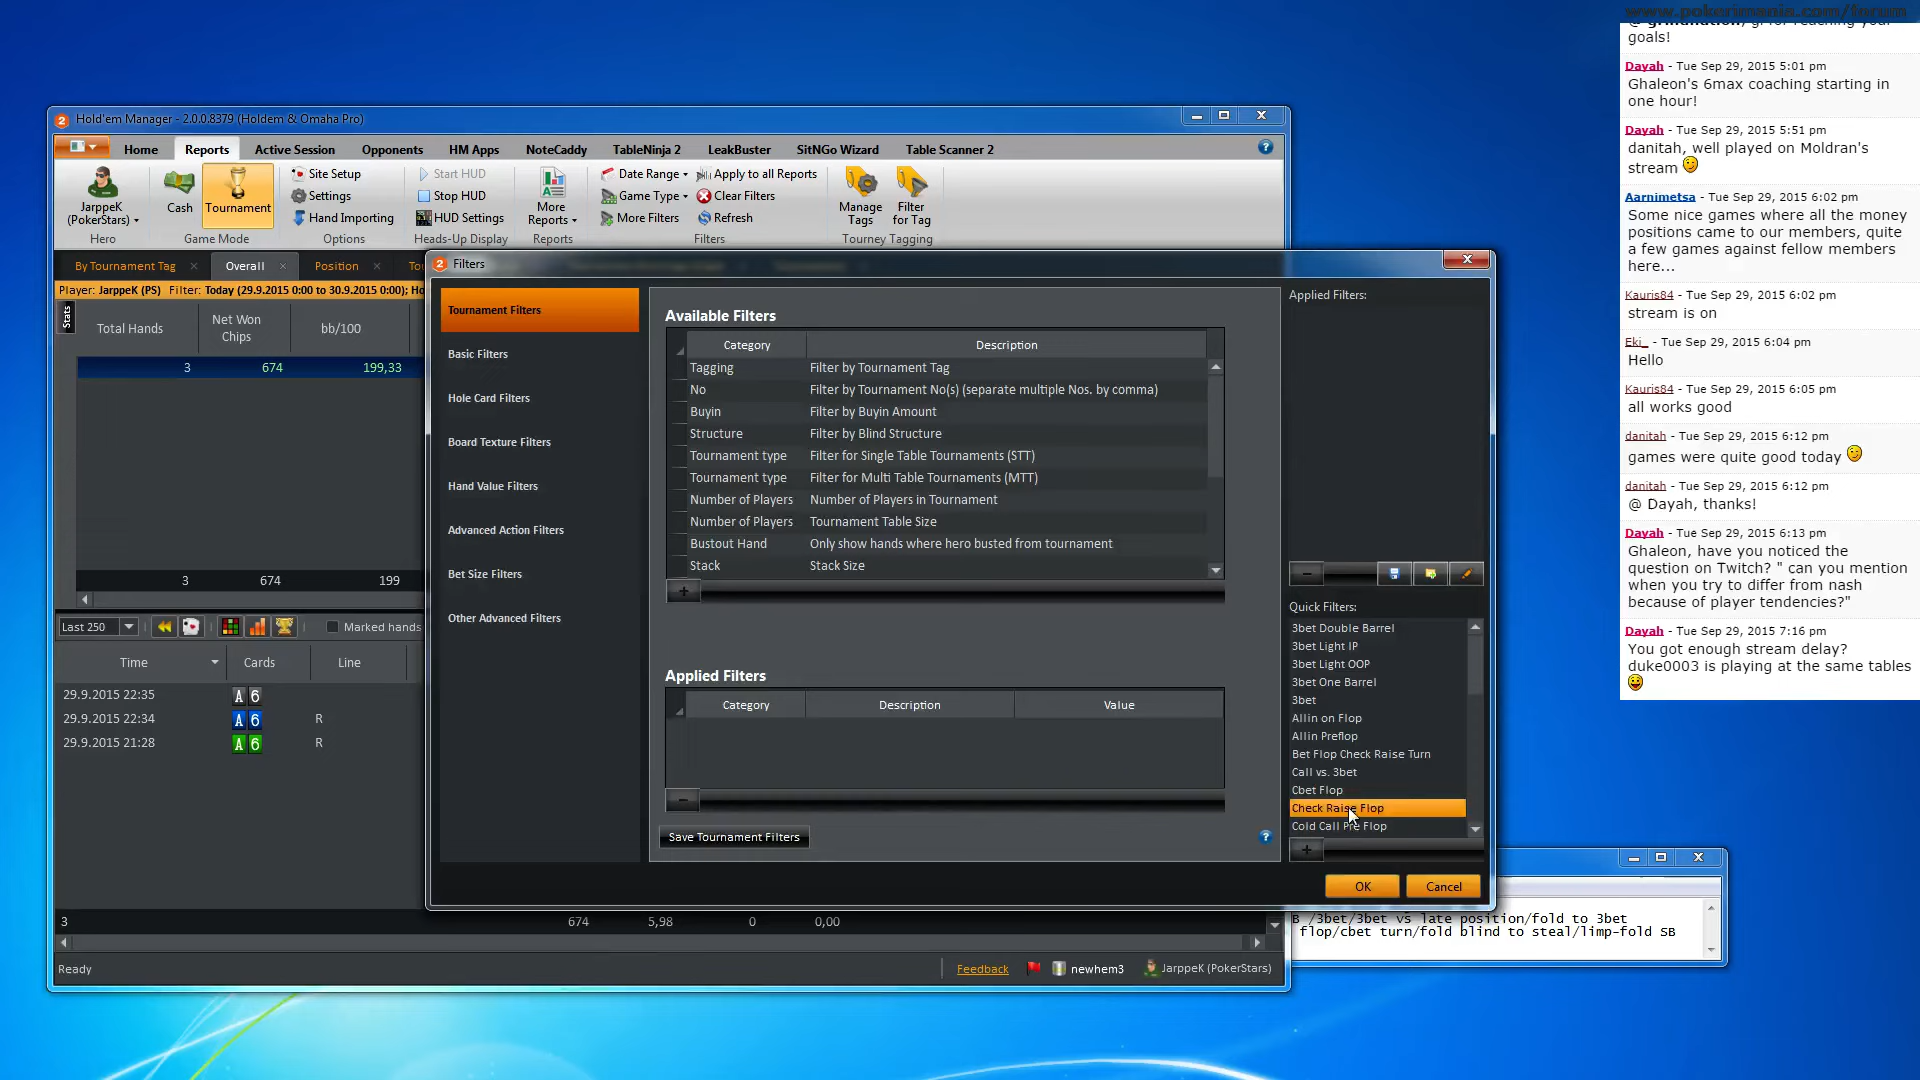 www.pokerimania.com/forum
goals!
Dayah - Tue Sep 29, 2015 5:01 pm
Ghaleon's 6max coaching starting in
one hour!
Dayah - Tue Sep 29, 2015 5:51 pm
danitah, well played on Moldran's
stream
Aarnimetsa - Tue Sep 29, 2015 6:02 pm
Some nice games where all the money
positions came to our members, quite
a few games against fellow members
here...
Kauris84 - Tue Sep 29, 2015 6:02 pm
stream is on
Eki_ - Tue Sep 29, 2015 6:04 pm
Hello
Kauris84 - Tue Sep 29, 2015 6:05 pm
all works good
danitah - Tue Sep 29, 2015 6:12 pm
games were quite good today
danitah - Tue Sep 29, 2015 6:12 pm
@ Dayah, thanks!
Dayah - Tue Sep 29, 2015 6:13 pm
Ghaleon, have you noticed the
question on Twitch? " can you mention
when you try to differ from nash
because of player tendencies?"
Dayah - Tue Sep 29, 2015 7:16 pm
You got enough stream delay?
duke0003 is playing at the same tables
Hold'em Manager - 2.0.0.8379 (Holdem & Omaha Pro)
Home Reports Active Session Opponents HM Apps NoteCaddy TableNinja 2 LeakBuster SitNGo Wizard Table Scanner 2
JarppeK
(PokerStars)
Hero
Cash
Tournament
Game Mode
Site Setup
Settings
Hand Importing
Options
Start HUD
Stop HUD
HUD Settings
Heads-Up Display
More
Reports
Reports
Date Range
Game Type
More Filters
Apply to all Reports
Clear Filters
Refresh
Filters
Manage
Tags
Filter
for Tag
Tourney Tagging
By Tournament Tag Overall Position
Player: JarppeK (PS) Filter: Today (29.9.2015 0:00 to 30.9.2015 0:00);
Stats
Total Hands
Net Won
Chips
bb/100
3 674 199,33
3 674 199
Last 250
Marked hands
Time Cards Line
29.9.2015 22:35 A 6
29.9.2015 22:34 A 6 R
29.9.2015 21:28 A 6 R
3 674 5,98 0 0,00
Ready
Feedback
newhem3
JarppeK (PokerStars)
Filters
Tournament Filters
Basic Filters
Hole Card Filters
Board Texture Filters
Hand Value Filters
Advanced Action Filters
Bet Size Filters
Other Advanced Filters
Available Filters
Category Description
Tagging Filter by Tournament Tag
No Filter by Tournament No(s) (separate multiple Nos. by comma)
Buyin Filter by Buyin Amount
Structure Filter by Blind Structure
Tournament type Filter for Single Table Tournaments (STT)
Tournament type Filter for Multi Table Tournaments (MTT)
Number of Players Number of Players in Tournament
Number of Players Tournament Table Size
Bustout Hand Only show hands where hero busted from tournament
Stack Stack Size
Applied Filters
Category Description Value
Save Tournament Filters
Applied Filters:
Quick Filters:
3bet Double Barrel
3bet Light IP
3bet Light OOP
3bet One Barrel
3bet
Allin on Flop
Allin Preflop
Bet Flop Check Raise Turn
Call vs. 3bet
Cbet Flop
Check Raise Flop
Cold Call Pre Flop
OK
Cancel
B /3bet/3bet vs late position/fold to 3bet
flop/cbet turn/fold blind to steal/limp-fold SB